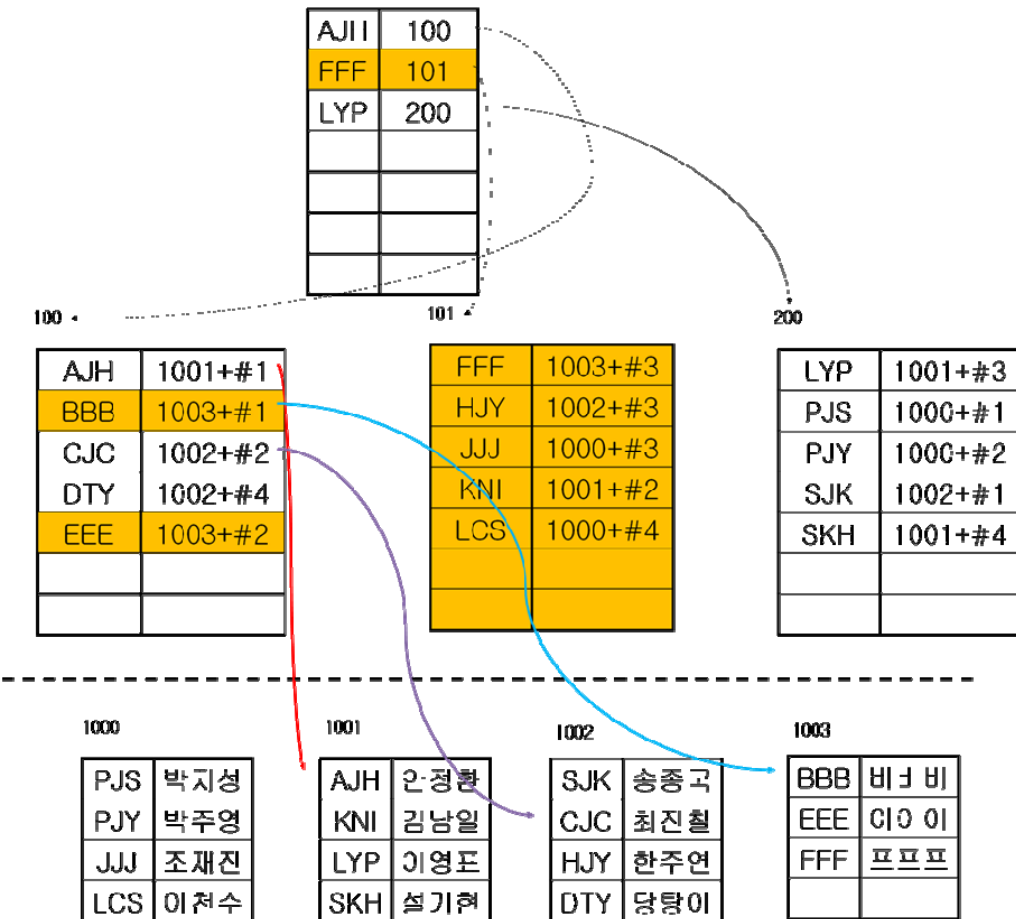 AJH 100
FFF 101
LYP 200
100
101
200
AJH 1001+#1
BBB 1003+#1
CJC 1002+#2
DTY 1002+#4
EEE 1003+#2
FFF 1003+#3
HJY 1002+#3
JJJ 1000+#3
KNI 1001+#2
LCS 1000+#4
LYP 1001+#3
PJS 1000+#1
PJY 1000+#2
SJK 1002+#1
SKH 1001+#4
1000
1001
1002
1003
PJS 박지성
PJY 박주영
JJJ 조재진
LCS 이천수
AJH 안정환
KNI 김남일
LYP 이영표
SKH 설기현
SJK 송종국
CJC 최진철
HJY 한주연
DTY 당탕이
BBB 비비비
EEE 이이이
FFF 프프프